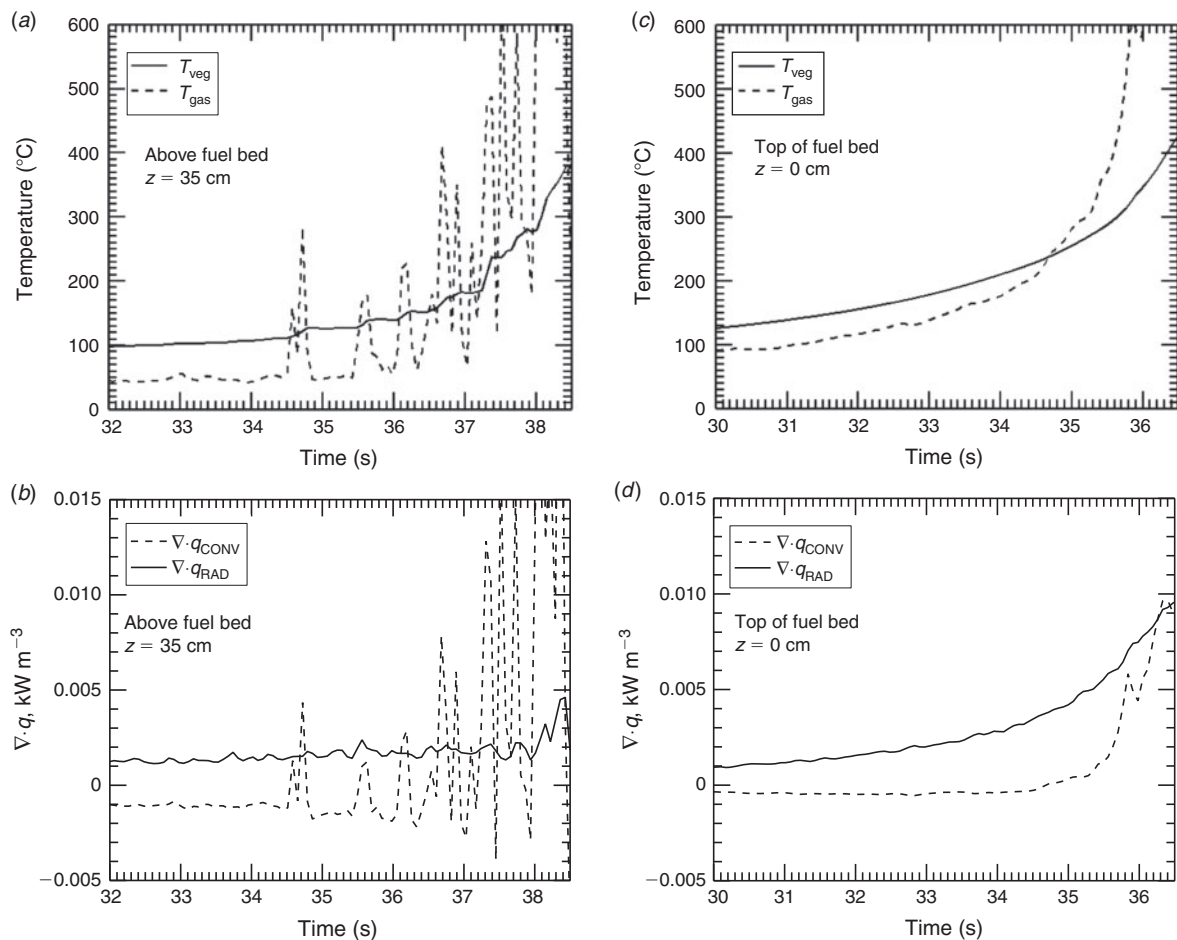 (a)
600
500
400
300
200
100
0
Temperature (°C)
T_veg
T_gas
Above fuel bed
z = 35 cm
32 33 34 35 36 37 38
Time (s)
(c)
600
500
400
300
200
100
0
Temperature (°C)
T_veg
T_gas
Top of fuel bed
z = 0 cm
30 31 32 33 34 35 36
Time (s)
(b)
0.015
0.010
0.005
0
−0.005
∇·q, kW m⁻³
∇·q_CONV
∇·q_RAD
Above fuel bed
z = 35 cm
32 33 34 35 36 37 38
Time (s)
(d)
0.015
0.010
0.005
0
−0.005
∇·q, kW m⁻³
∇·q_CONV
∇·q_RAD
Top of fuel bed
z = 0 cm
30 31 32 33 34 35 36
Time (s)